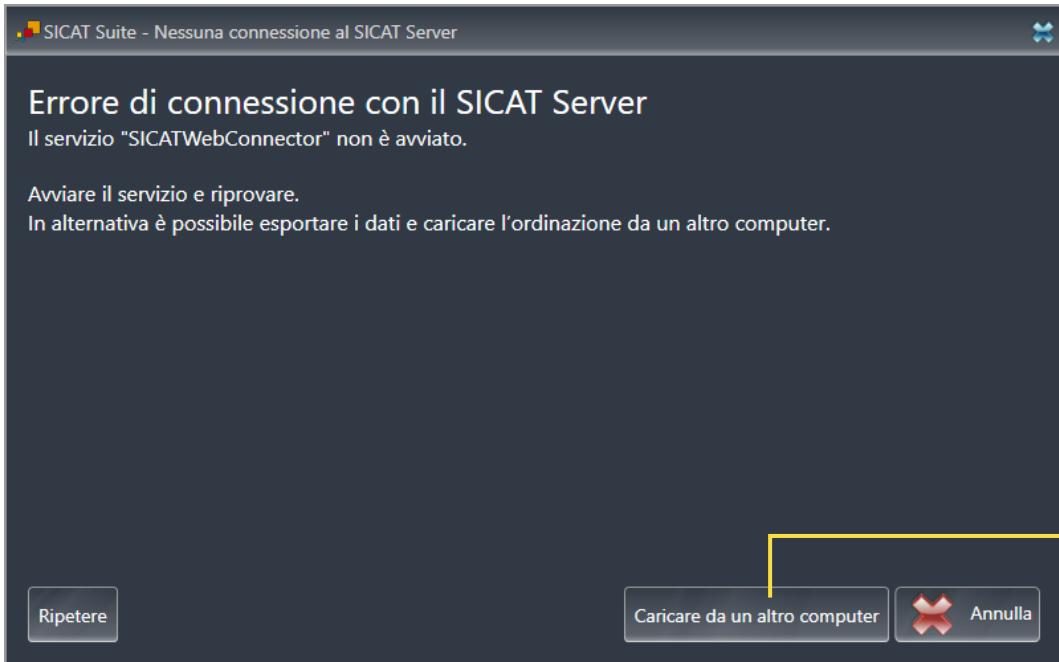 SICAT Suite - Nessuna connessione al SICAT Server
Errore di connessione con il SICAT Server
Il servizio "SICATWebConnector" non è avviato.
Avviare il servizio e riprovare.
In alternativa è possibile esportare i dati e caricare l’ordinazione da un altro computer.
Ripetere
Caricare da un altro computer
Annulla